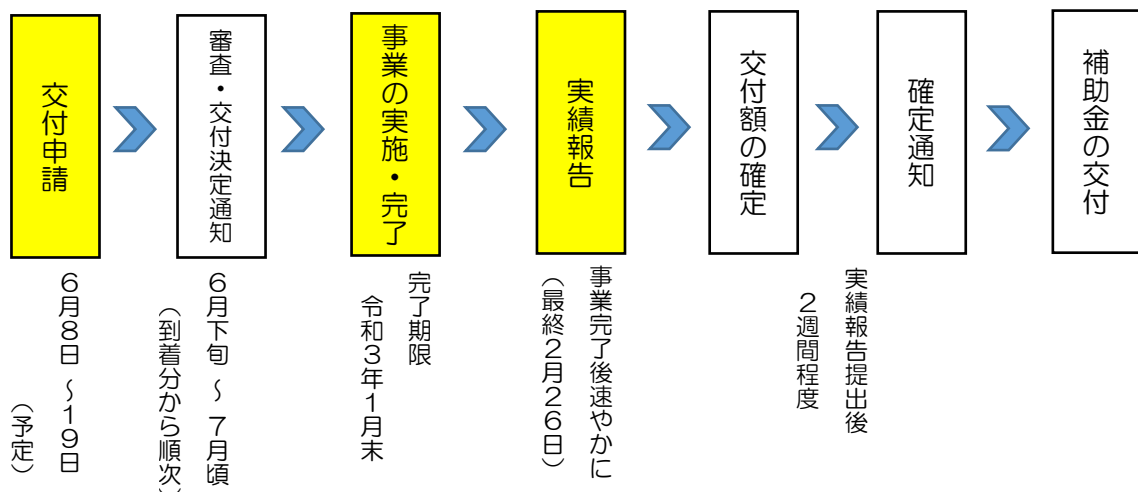 交付申請
審査・交付決定通知
事業の実施・完了
実績報告
交付額の確定
確定通知
補助金の交付
６月８日～１９日
（予定）
６月下旬～７月頃
（到着分から順次）
完了期限
令和３年１月末
事業完了後速やかに
（最終２月２６日）
実績報告提出後
２週間程度